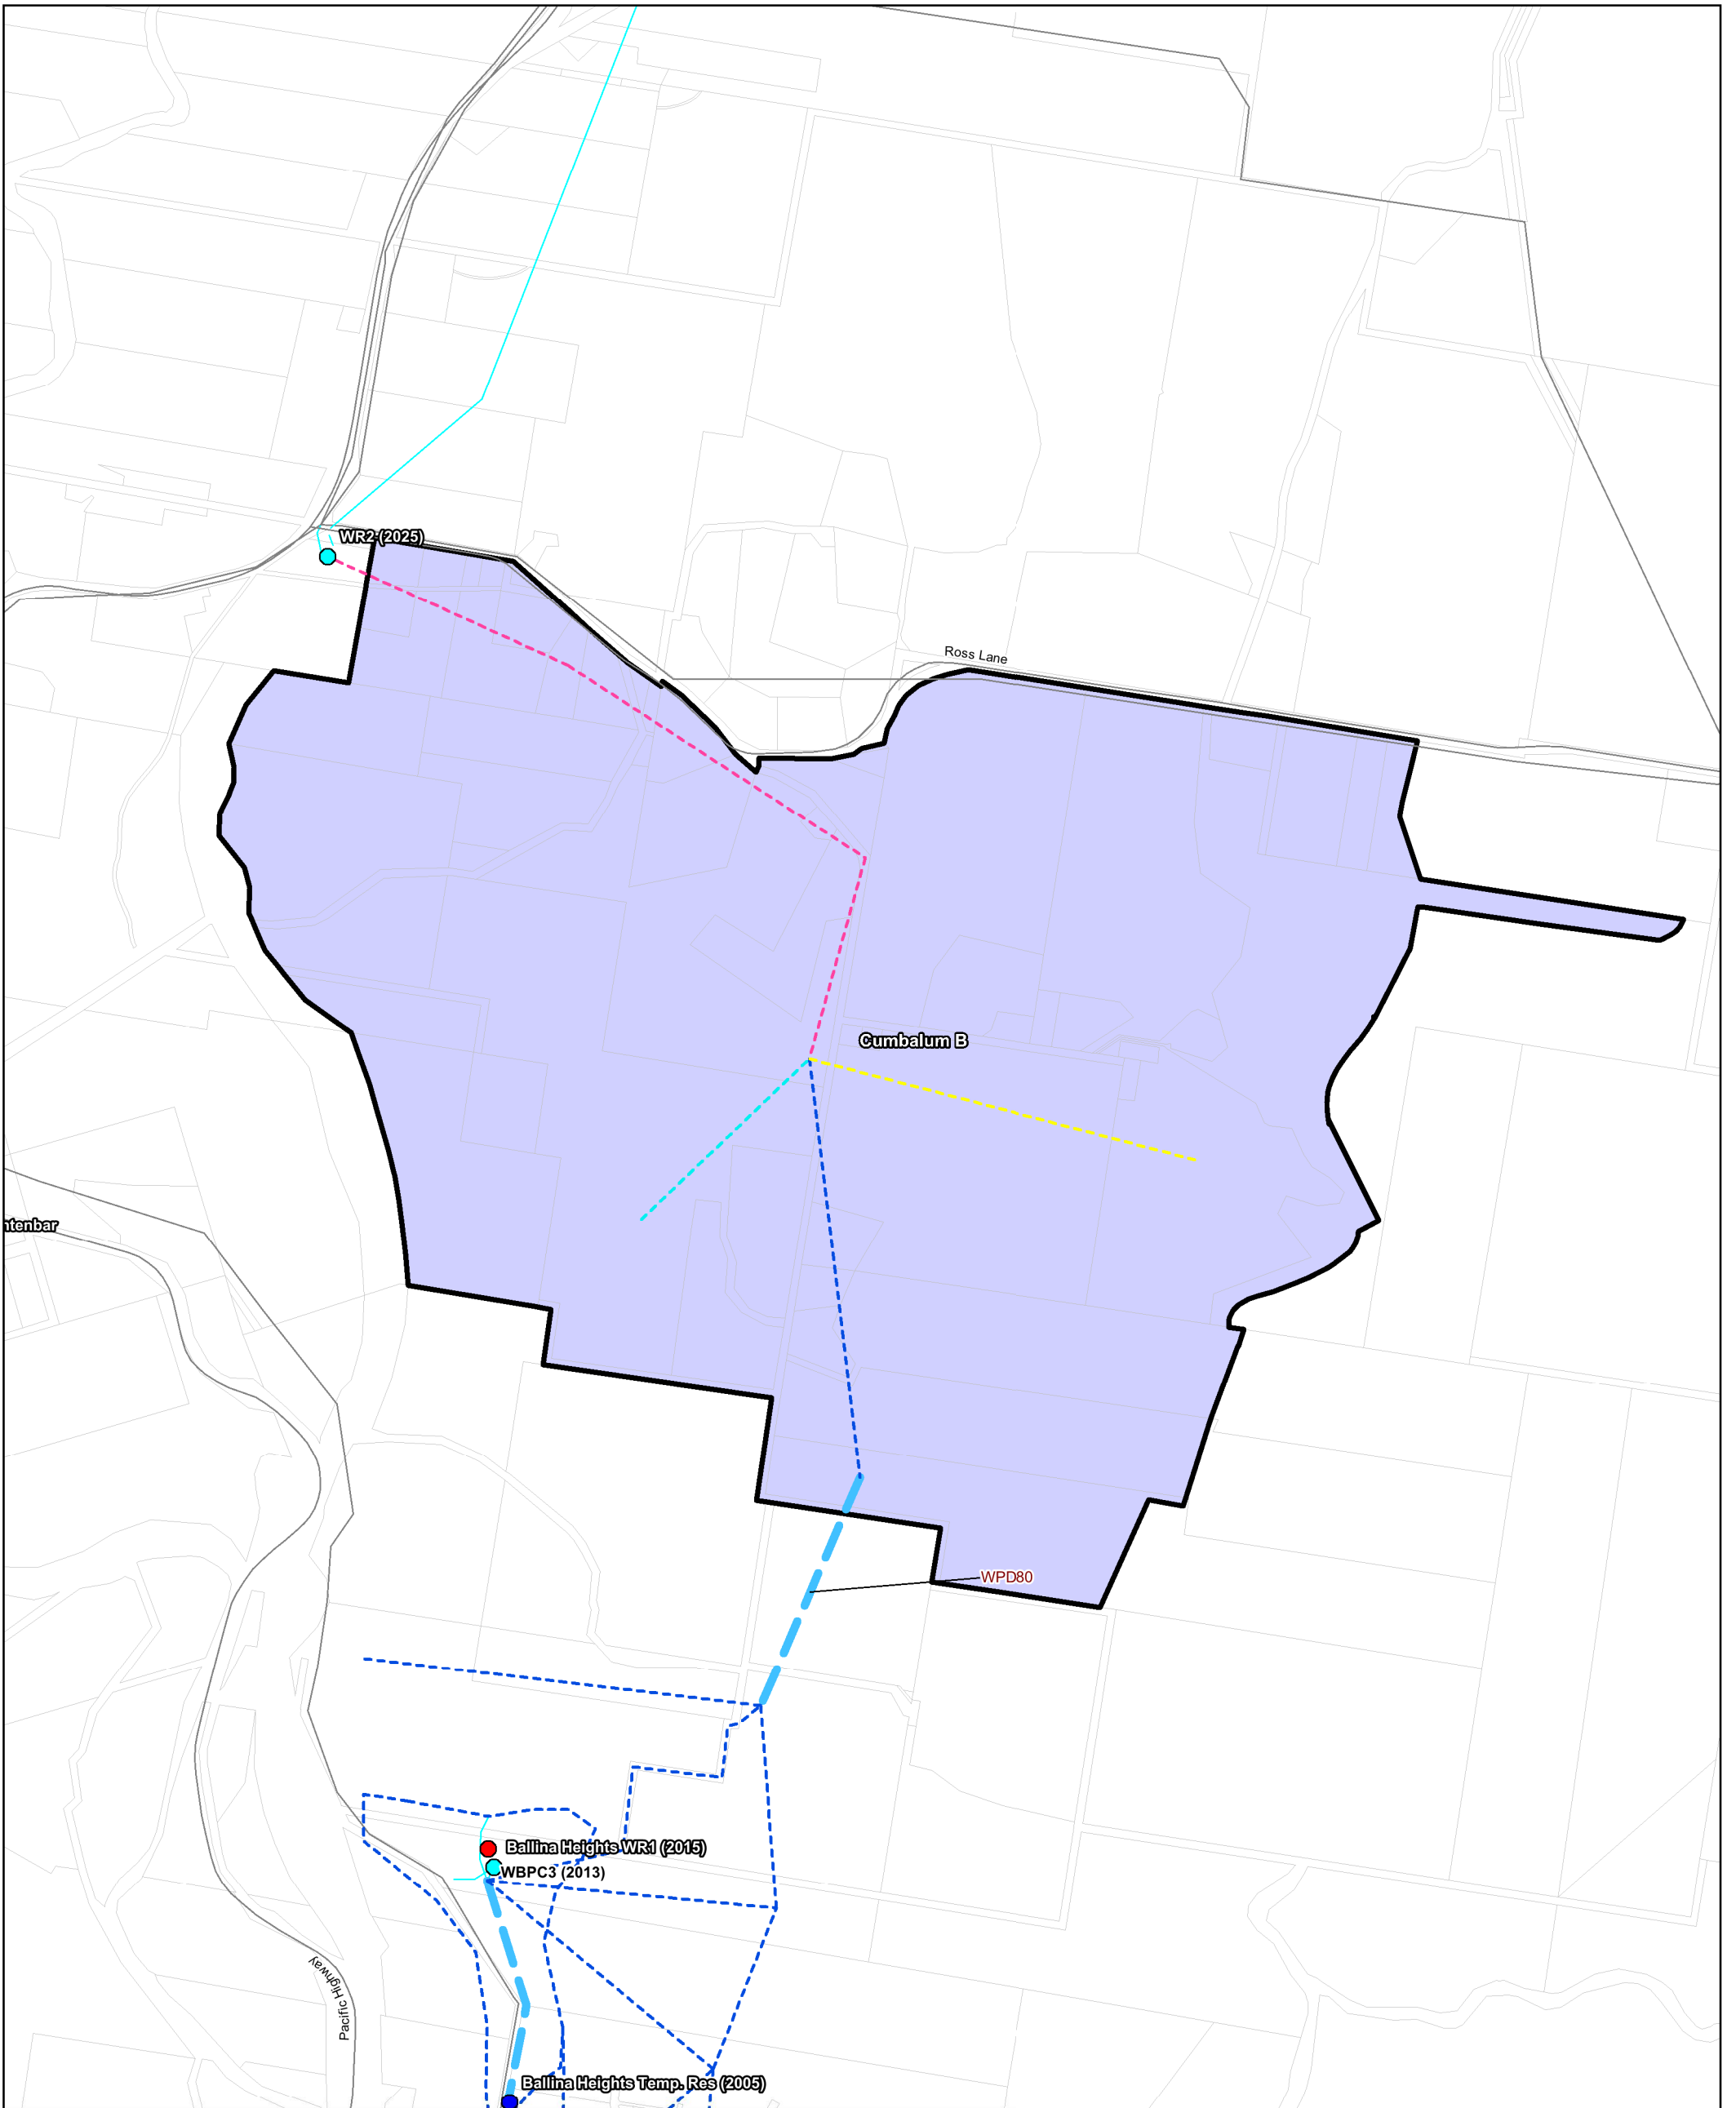 WR2 (2025)
Ross Lane
Cumbalum B
ntenbar
WPD80
Ballina Heights WR1 (2015)
WBPC3 (2013)
Pacific Highway
Ballina Heights Temp. Res (2005)